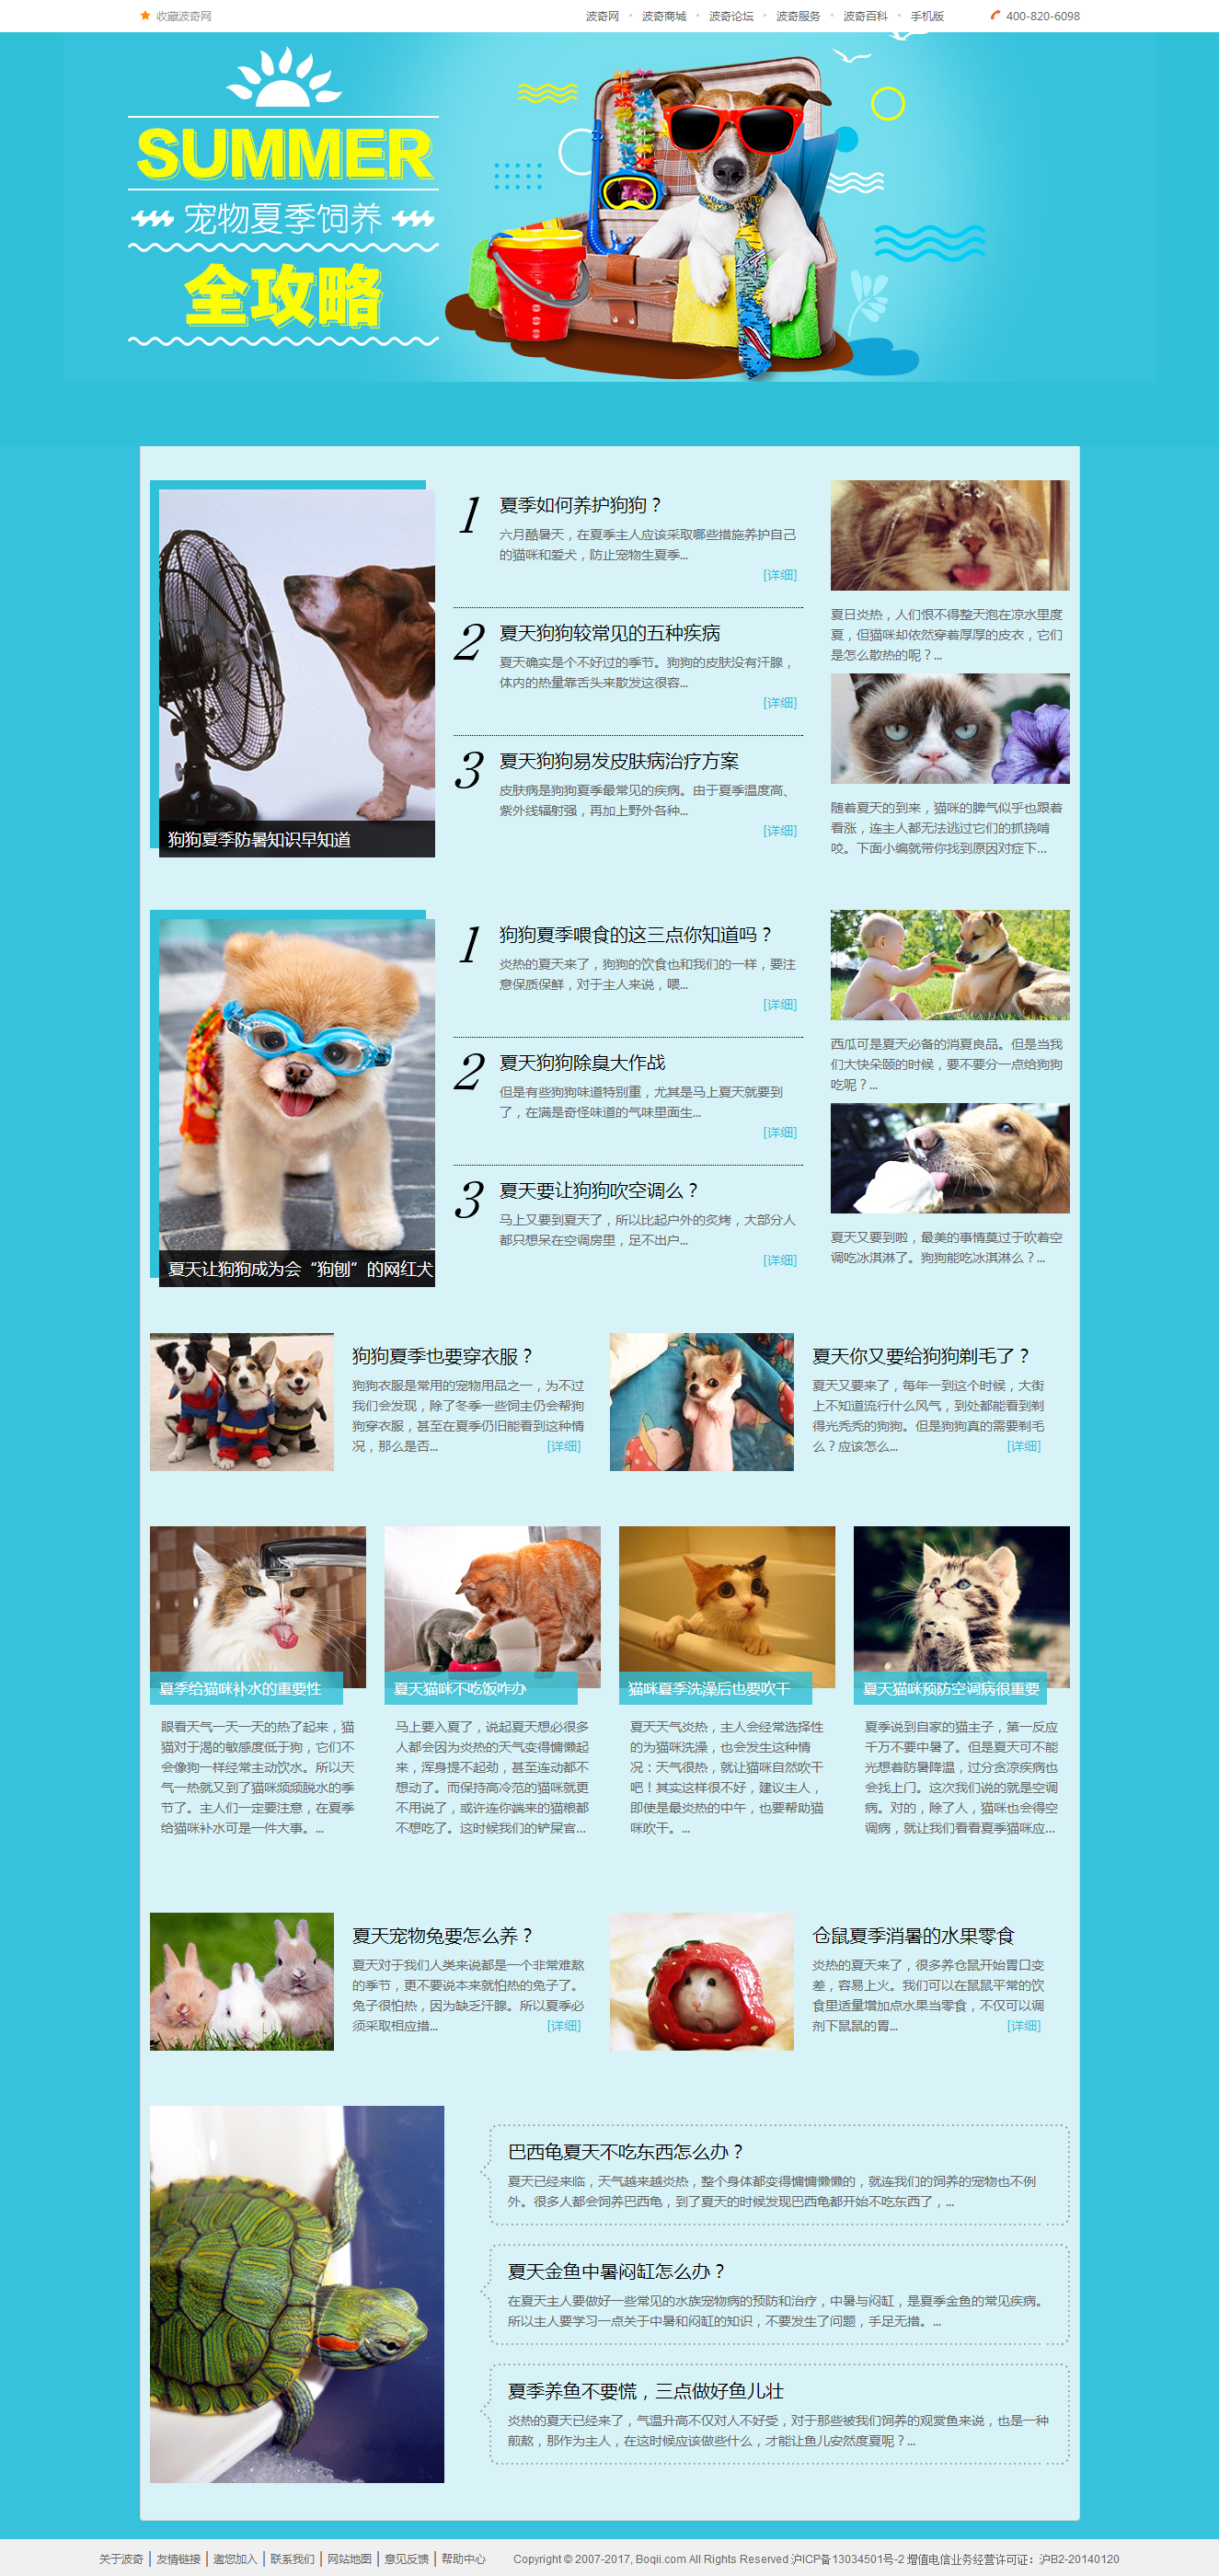 收藏波奇网
波奇网 • 波奇商城 • 波奇论坛 • 波奇服务 • 波奇百科 • 手机版
400-820-6098
SUMMER
宠物夏季饲养
全攻略
狗狗夏季防暑知识早知道
1
夏季如何养护狗狗？
六月酷暑天，在夏季主人应该采取哪些措施养护自己
的猫咪和爱犬，防止宠物生夏季...
[详细]
2
夏天狗狗较常见的五种疾病
夏天确实是个不好过的季节。狗狗的皮肤没有汗腺，
体内的热量靠舌头来散发这很容...
[详细]
3
夏天狗狗易发皮肤病治疗方案
皮肤病是狗狗夏季最常见的疾病。由于夏季温度高、
紫外线辐射强，再加上野外各种...
[详细]
夏日炎热，人们恨不得整天泡在凉水里度
夏，但猫咪却依然穿着厚厚的皮衣，它们
是怎么散热的呢？...
随着夏天的到来，猫咪的脾气似乎也跟着
看涨，连主人都无法逃过它们的抓挠啃
咬。下面小编就带你找到原因对症下...
夏天让狗狗成为会“狗刨”的网红犬
1
狗狗夏季喂食的这三点你知道吗？
炎热的夏天来了，狗狗的饮食也和我们的一样，要注
意保质保鲜，对于主人来说，喂...
[详细]
2
夏天狗狗除臭大作战
但是有些狗狗味道特别重，尤其是马上夏天就要到
了，在满是奇怪味道的气味里面生...
[详细]
3
夏天要让狗狗吹空调么？
马上又要到夏天了，所以比起户外的炙烤，大部分人
都只想呆在空调房里，足不出户...
[详细]
西瓜可是夏天必备的消夏良品。但是当我
们大快朵颐的时候，要不要分一点给狗狗
吃呢？...
夏天又要到啦，最美的事情莫过于吹着空
调吃冰淇淋了。狗狗能吃冰淇淋么？...
狗狗夏季也要穿衣服？
狗狗衣服是常用的宠物用品之一，为不过
我们会发现，除了冬季一些饲主仍会帮狗
狗穿衣服，甚至在夏季仍旧能看到这种情
况，那么是否... [详细]
夏天你又要给狗狗剃毛了？
夏天又要来了，每年一到这个时候，大街
上不知道流行什么风气，到处都能看到剃
得光秃秃的狗狗。但是狗狗真的需要剃毛
么？应该怎么... [详细]
夏季给猫咪补水的重要性
眼看天气一天一天的热了起来，猫
猫对于渴的敏感度低于狗，它们不
会像狗一样经常主动饮水。所以天
气一热就又到了猫咪频频脱水的季
节了。主人们一定要注意，在夏季
给猫咪补水可是一件大事。...
夏天猫咪不吃饭咋办
马上要入夏了，说起夏天想必很多
人都会因为炎热的天气变得慵懒起
来，浑身提不起劲，甚至连动都不
想动了。而保持高冷范的猫咪就更
不用说了，或许连你端来的猫粮都
不想吃了。这时候我们的铲屎官...
猫咪夏季洗澡后也要吹干
夏天天气炎热，主人会经常选择性
的为猫咪洗澡，也会发生这种情
况：天气很热，就让猫咪自然吹干
吧！其实这样很不好，建议主人，
即使是最炎热的中午，也要帮助猫
咪吹干。...
夏天猫咪预防空调病很重要
夏季说到自家的猫主子，第一反应
千万不要中暑了。但是夏天可不能
光想着防暑降温，过分贪凉疾病也
会找上门。这次我们说的就是空调
病。对的，除了人，猫咪也会得空
调病，就让我们看看夏季猫咪应...
夏天宠物兔要怎么养？
夏天对于我们人类来说都是一个非常难熬
的季节，更不要说本来就怕热的兔子了。
兔子很怕热，因为缺乏汗腺。所以夏季必
须采取相应措... [详细]
仓鼠夏季消暑的水果零食
炎热的夏天来了，很多养仓鼠开始胃口变
差，容易上火。我们可以在鼠鼠平常的饮
食里适量增加点水果当零食，不仅可以调
剂下鼠鼠的胃... [详细]
巴西龟夏天不吃东西怎么办？
夏天已经来临，天气越来越炎热，整个身体都变得慵慵懒懒的，就连我们的饲养的宠物也不例
外。很多人都会饲养巴西龟，到了夏天的时候发现巴西龟都开始不吃东西了，...
夏天金鱼中暑闷缸怎么办？
在夏天主人要做好一些常见的水族宠物病的预防和治疗，中暑与闷缸，是夏季金鱼的常见疾病。
所以主人要学习一点关于中暑和闷缸的知识，不要发生了问题，手足无措。...
夏季养鱼不要慌，三点做好鱼儿壮
炎热的夏天已经来了，气温升高不仅对人不好受，对于那些被我们饲养的观赏鱼来说，也是一种
煎熬，那作为主人，在这时候应该做些什么，才能让鱼儿安然度夏呢？...
关于波奇 | 友情链接 | 邀您加入 | 联系我们 | 网站地图 | 意见反馈 | 帮助中心 Copyright © 2007-2017, Boqii.com All Rights Reserved 沪ICP备13034501号-2 增值电信业务经营许可证：沪B2-20140120